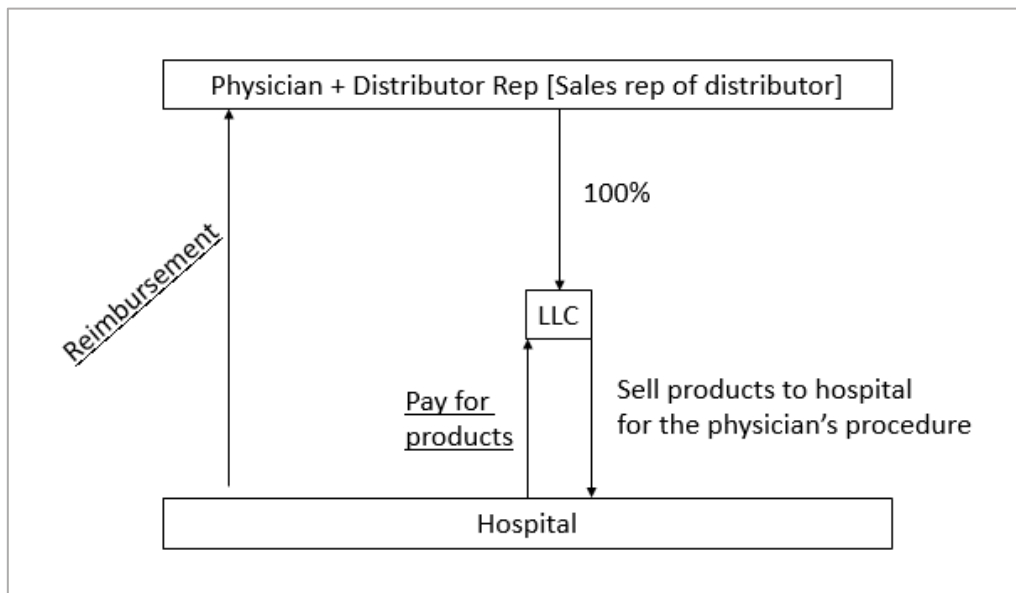 Physician + Distributor Rep [Sales rep of distributor]
100%
Reimbursement
LLC
Pay for
products
Sell products to hospital
for the physician's procedure
Hospital